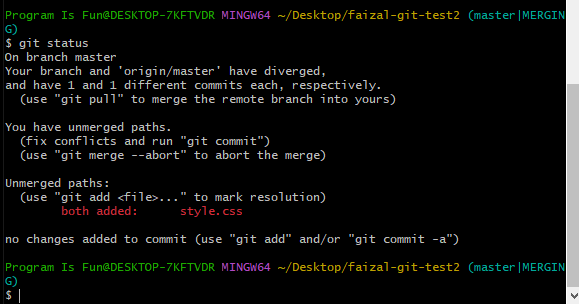 Program Is Fun@DESKTOP-7KFTVDR MINGW64 ~/Desktop/faizal-git-test2 (master|MERGIN
G)
$ git status
On branch master
Your branch and 'origin/master' have diverged,
and have 1 and 1 different commits each, respectively.
  (use "git pull" to merge the remote branch into yours)

You have unmerged paths.
  (fix conflicts and run "git commit")
  (use "git merge --abort" to abort the merge)

Unmerged paths:
  (use "git add <file>..." to mark resolution)
        both added:      style.css

no changes added to commit (use "git add" and/or "git commit -a")

Program Is Fun@DESKTOP-7KFTVDR MINGW64 ~/Desktop/faizal-git-test2 (master|MERGIN
G)
$